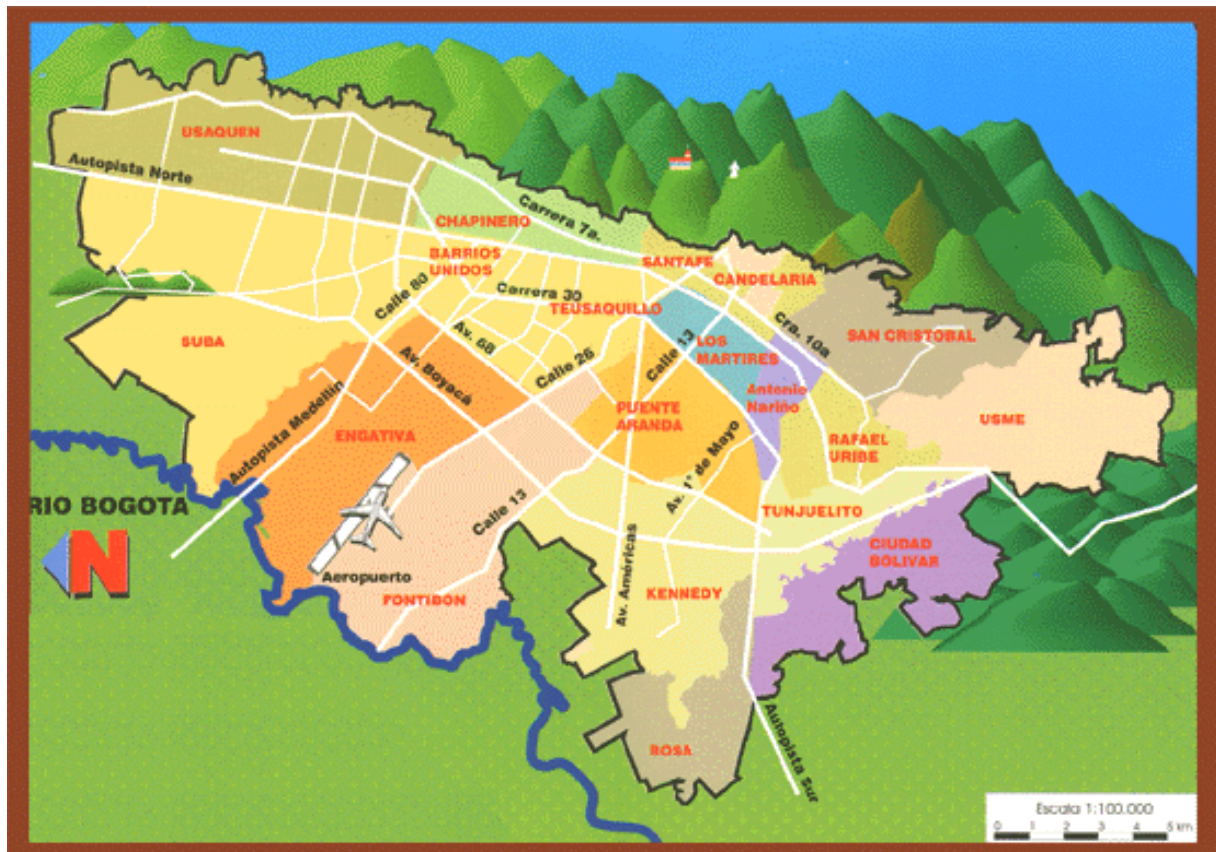 USAQUEN
Autopista Norte
CHAPINERO
Carrera 7a.
BARRIOS
UNIDOS
SANTAFE
CANDELARIA
Calle 80
Carrera 30
TEUSAQUILLO
SUBA
Av. 68
Av. Boyacá
Calle 26
Calle 13
LOS
MARTIRES
Cra. 10a
SAN CRISTOBAL
Antonio
Nariño
PUENTE
ARANDA
USME
Autopista Medellín
ENGATIVA
RAFAEL
URIBE
Av. 1° de Mayo
RIO BOGOTA
Calle 13
TUNJUELITO
N
CIUDAD
BOLIVAR
Aeropuerto
FONTIBON
Av. Américas
KENNEDY
BOSA
Autopista sur
Escala 1:100.000
0 1 2 3 4 5 km